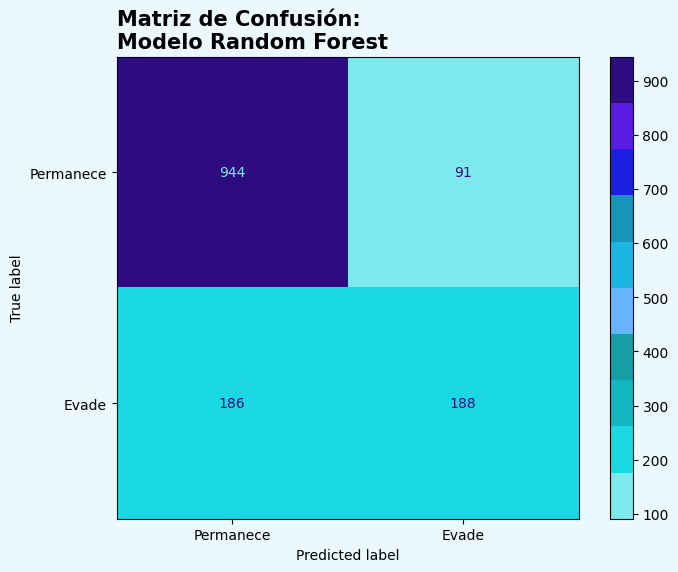 Matriz de Confusión:
Modelo Random Forest
True label
Permanece
944
91
Evade
186
188
Permanece
Evade
Predicted label
900
800
700
600
500
400
300
200
100